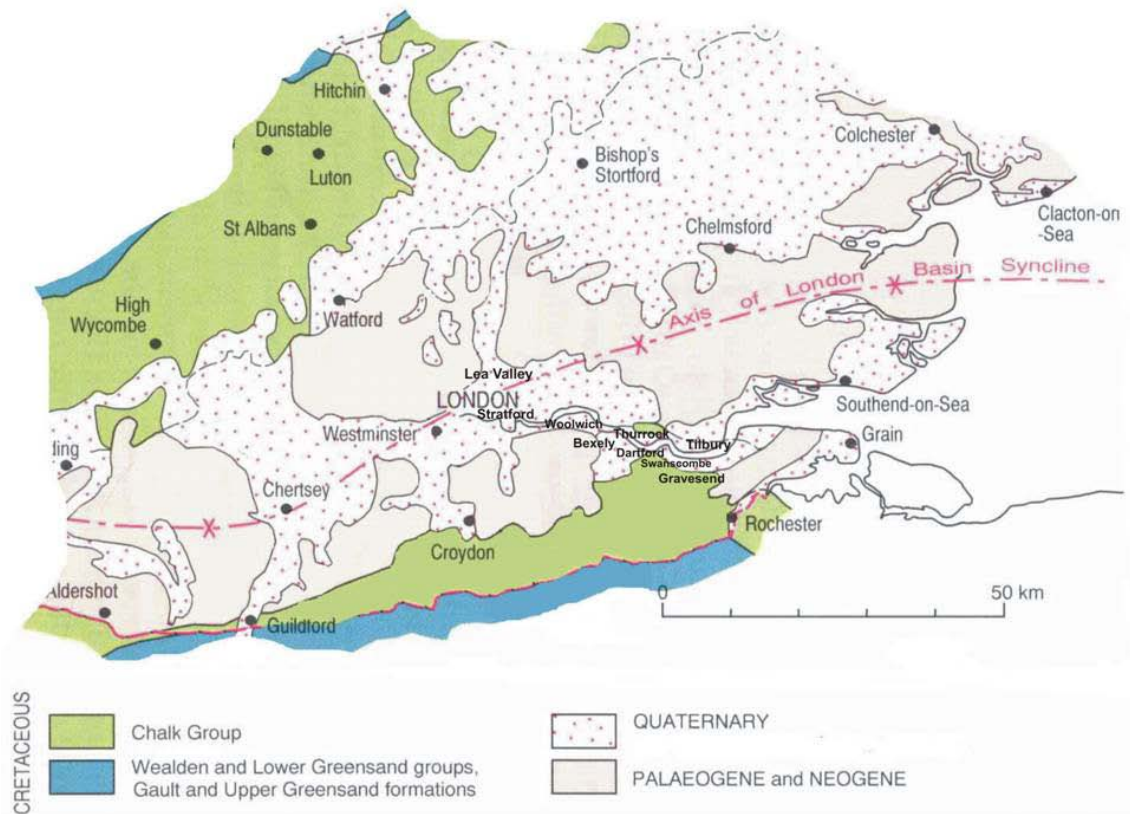 Hitchin
Dunstable
Luton
Bishop's
Stortford
Colchester
St Albans
Clacton-on
-Sea
Chelmsford
High
Wycombe
Watford
Axis of London Basin Syncline
Lea Valley
LONDON
Stratford
Southend-on-Sea
Westminster
Woolwich
Bexely
Thurrock
Tilbury
Grain
Dartford
Swanscombe
Gravesend
ding
Chertsey
Rochester
Croydon
Aldershot
Guildford
0 50 km
CRETACEOUS
Chalk Group
Wealden and Lower Greensand groups,
Gault and Upper Greensand formations
QUATERNARY
PALAEOGENE and NEOGENE